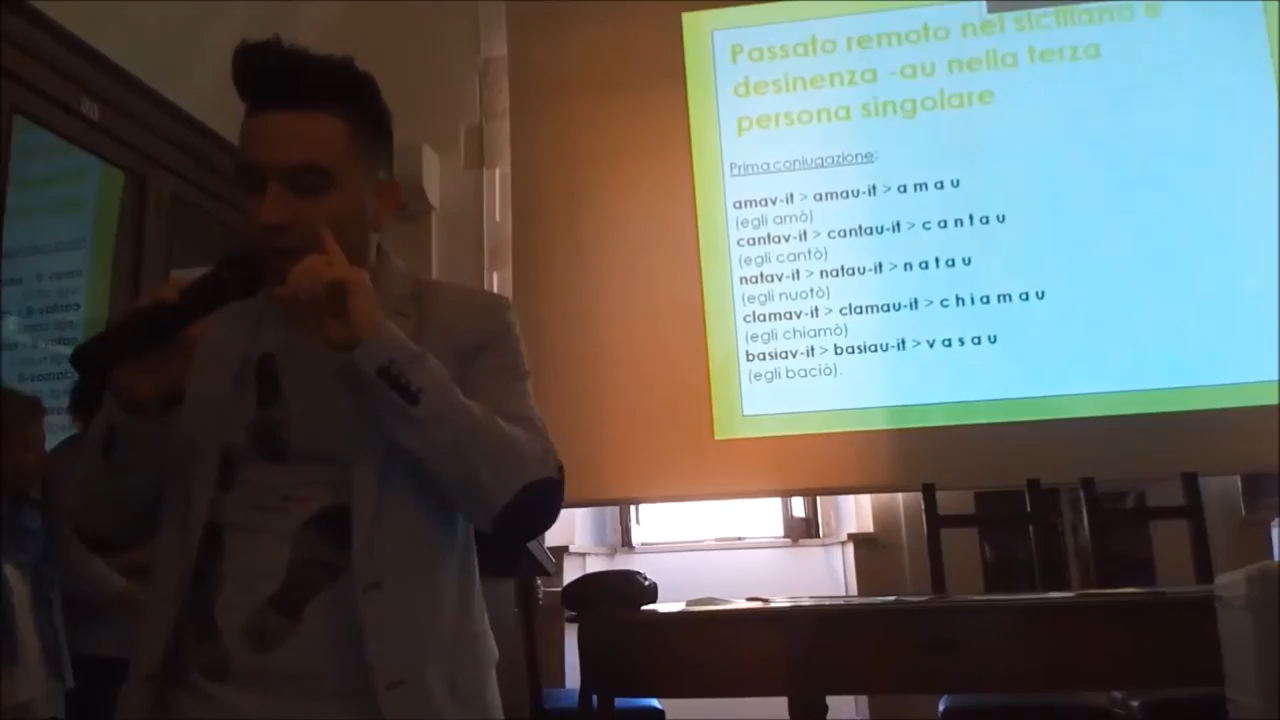 Passato remoto nel siciliano e
desinenza -au nella terza
persona singolare
Prima coniugazione:
amav-it > amau-it > a m a u
(egli amò)
cantav-it > cantau-it > c a n t a u
(egli cantò)
natav-it > natau-it > n a t a u
(egli nuotò)
clamav-it > clamau-it > c h i a m a u
(egli chiamò)
basiav-it > basiau-it > v a s a u
(egli baciò).